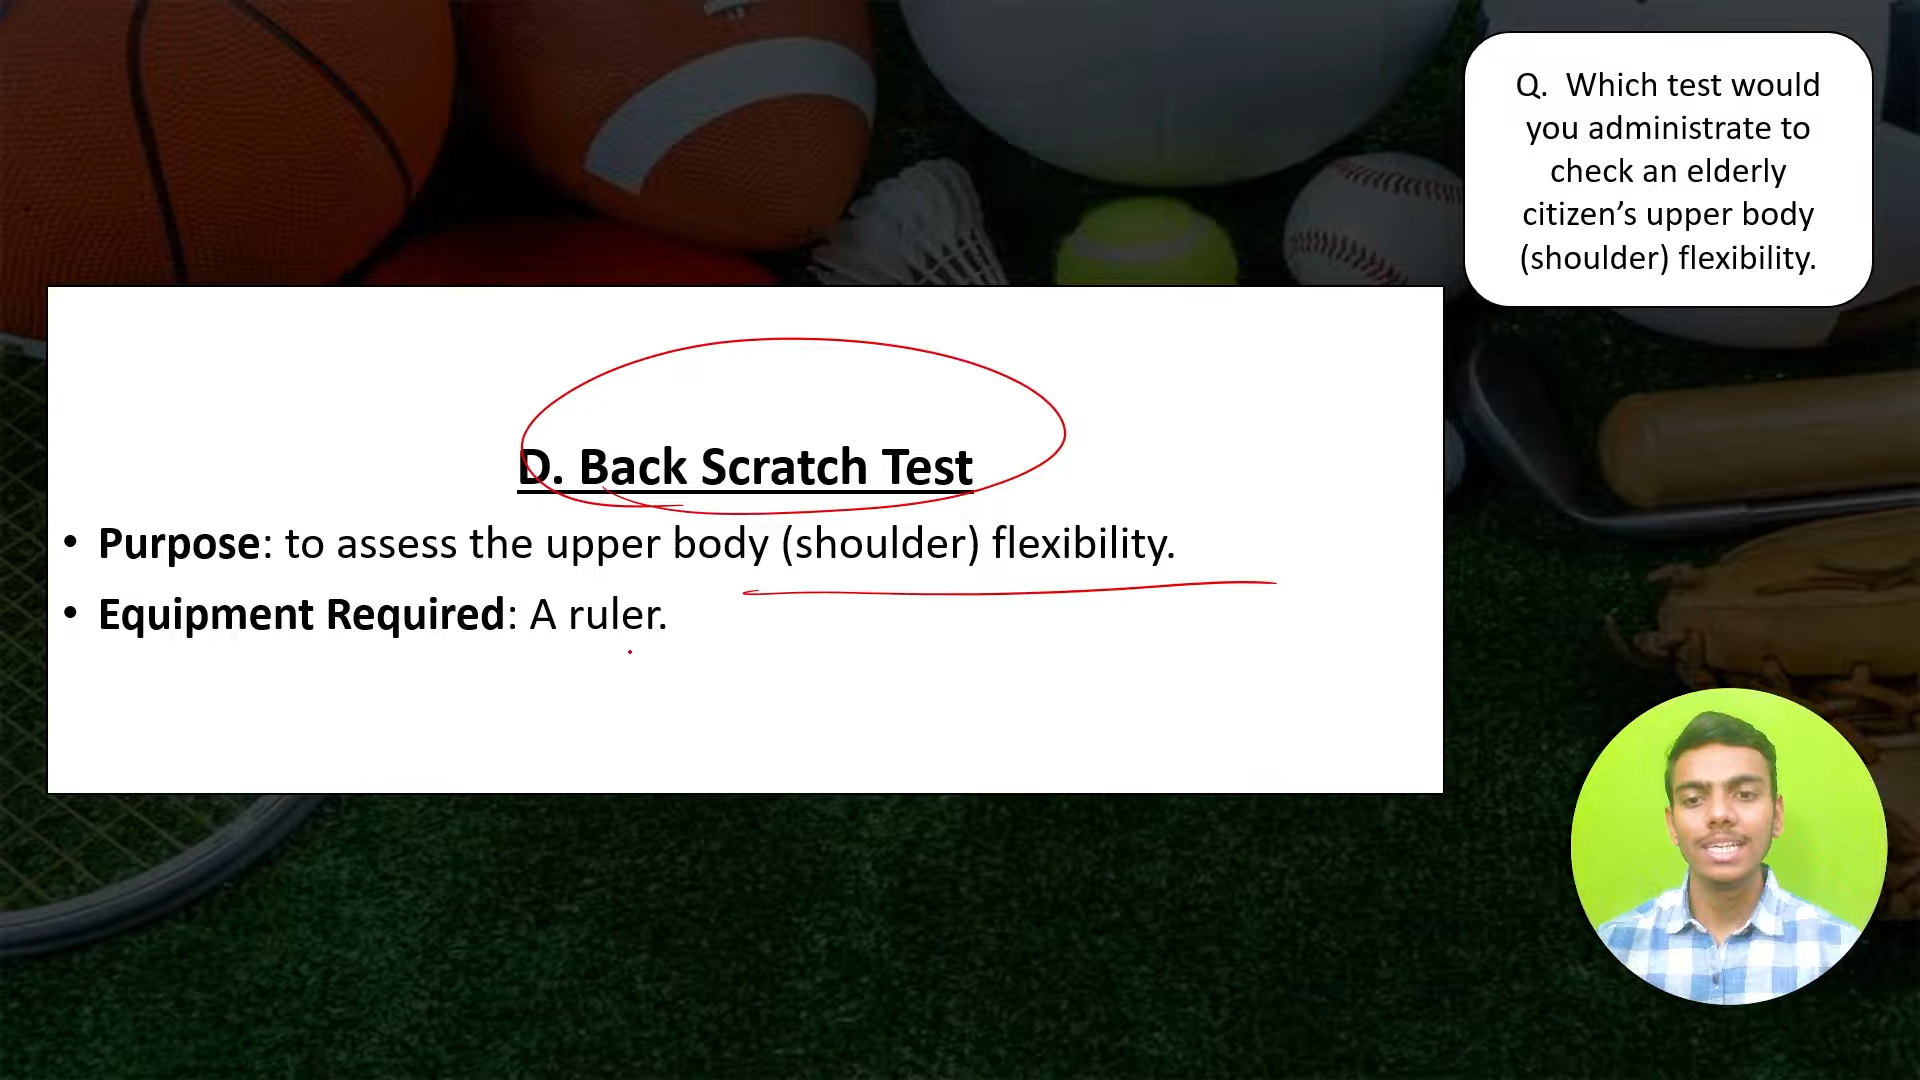 Q. Which test would
you administrate to
check an elderly
citizen’s upper body
(shoulder) flexibility.
D. Back Scratch Test
• Purpose: to assess the upper body (shoulder) flexibility.
• Equipment Required: A ruler.